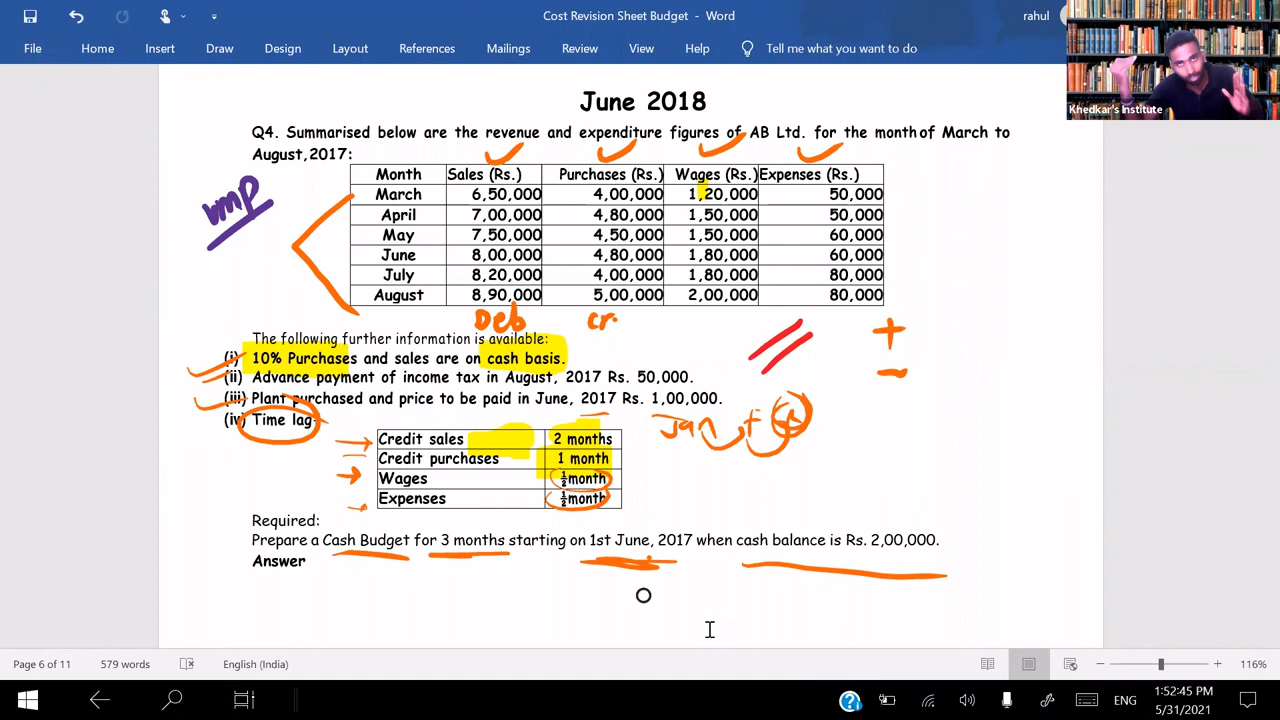 Cost Revision Sheet Budget - Word
rahul
File Home Insert Draw Design Layout References Mailings Review View Help Tell me what you want to do
Khedkar's Institute
June 2018
Q4. Summarised below are the revenue and expenditure figures of AB Ltd. for the month of March to
August,2017:
Month Sales (Rs.) Purchases (Rs.) Wages (Rs.) Expenses (Rs.)
March 6,50,000 4,00,000 1,20,000 50,000
April 7,00,000 4,80,000 1,50,000 50,000
May 7,50,000 4,50,000 1,50,000 60,000
June 8,00,000 4,80,000 1,80,000 60,000
July 8,20,000 4,00,000 1,80,000 80,000
August 8,90,000 5,00,000 2,00,000 80,000
Imp
Deb cr.
+
-
The following further information is available:
(i) 10% Purchases and sales are on cash basis.
(ii) Advance payment of income tax in August, 2017 Rs. 50,000.
(iii) Plant purchased and price to be paid in June, 2017 Rs. 1,00,000.
(iv) Time lag-
Jan
Credit sales 2 months
Credit purchases 1 month
Wages ½month
Expenses ½month
Required:
Prepare a Cash Budget for 3 months starting on 1st June, 2017 when cash balance is Rs. 2,00,000.
Answer
Page 6 of 11 579 words English (India) 116%
ENG
1:52:45 PM
5/31/2021